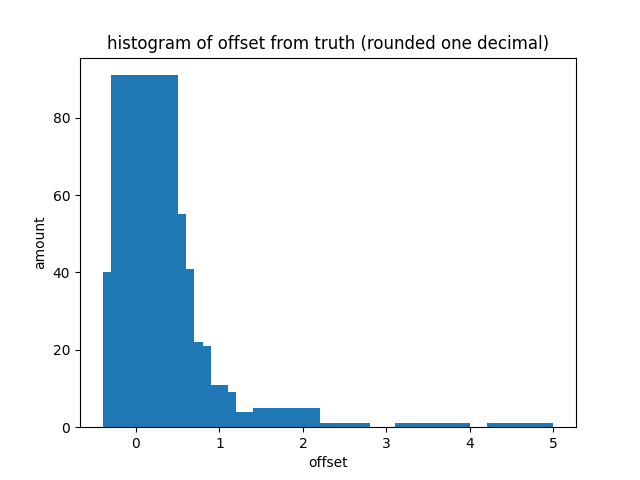 histogram of offset from truth (rounded one decimal)
80
60
40
20
0
amount
0 1 2 3 4 5
offset